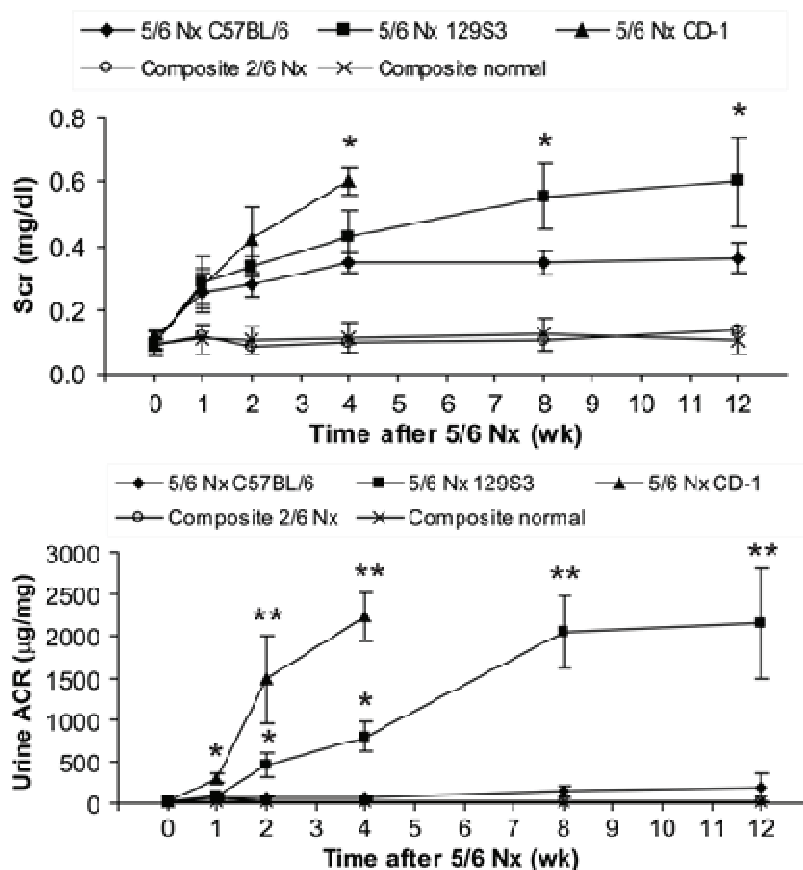 5/6 Nx C57BL/6 5/6 Nx 129S3 5/6 Nx CD-1
Composite 2/6 Nx Composite normal
* * *
0.8
0.6
0.4
0.2
0.0
Scr (mg/dl)
0 1 2 3 4 5 6 7 8 9 10 11 12
Time after 5/6 Nx (wk)
5/6 Nx C57BL/6 5/6 Nx 129S3 5/6 Nx CD-1
Composite 2/6 Nx Composite normal
3000
2500
2000
1500
1000
500
0
Urine ACR (µg/mg)
** ** ** **
* * *
0 1 2 3 4 5 6 7 8 9 10 11 12
Time after 5/6 Nx (wk)